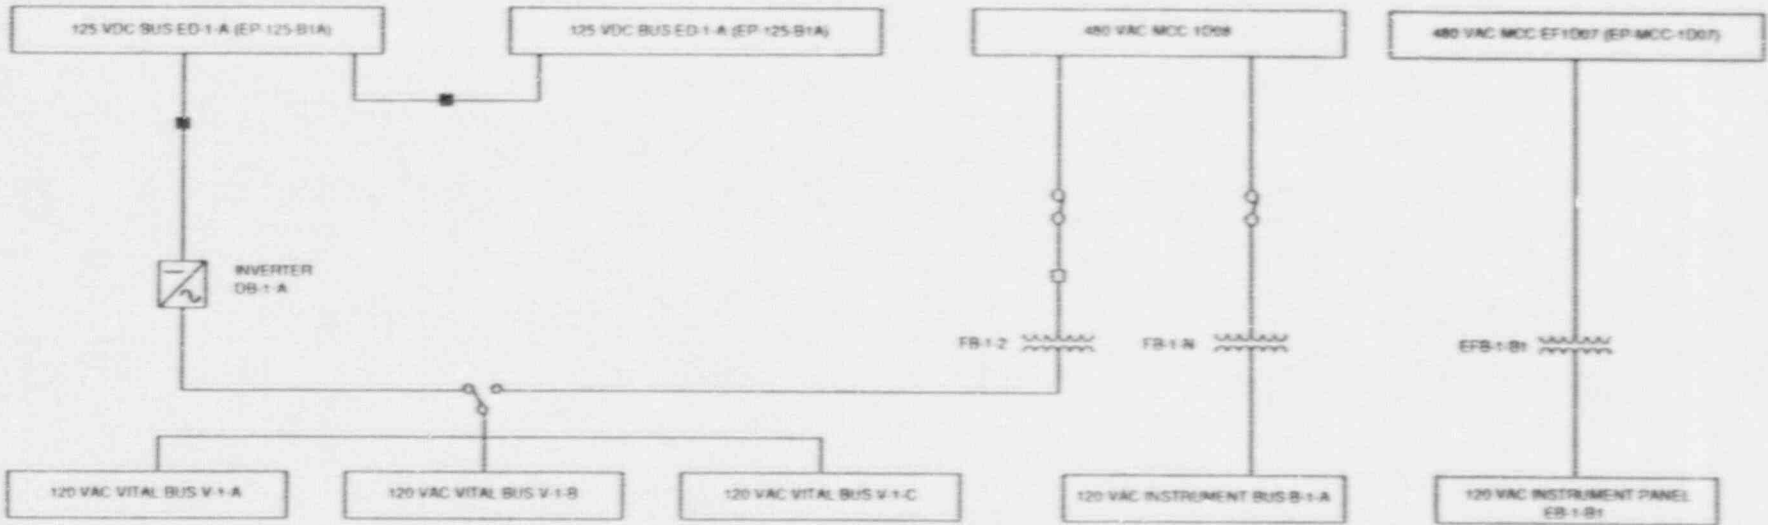 125 VDC BUS ED-1-A (EP-125-B1A)
125 VDC BUS ED-1-A (EP-125-B1A)
480 VAC MCC 1D08
480 VAC MCC EF1D07 (EP-MCC-1D07)
INVERTER
DB-1-A
FB-1-2
FB-1-N
EFB-1-B1
120 VAC VITAL BUS V-1-A
120 VAC VITAL BUS V-1-B
120 VAC VITAL BUS V-1-C
120 VAC INSTRUMENT BUS B-1-A
120 VAC INSTRUMENT PANEL
EB-1-B1